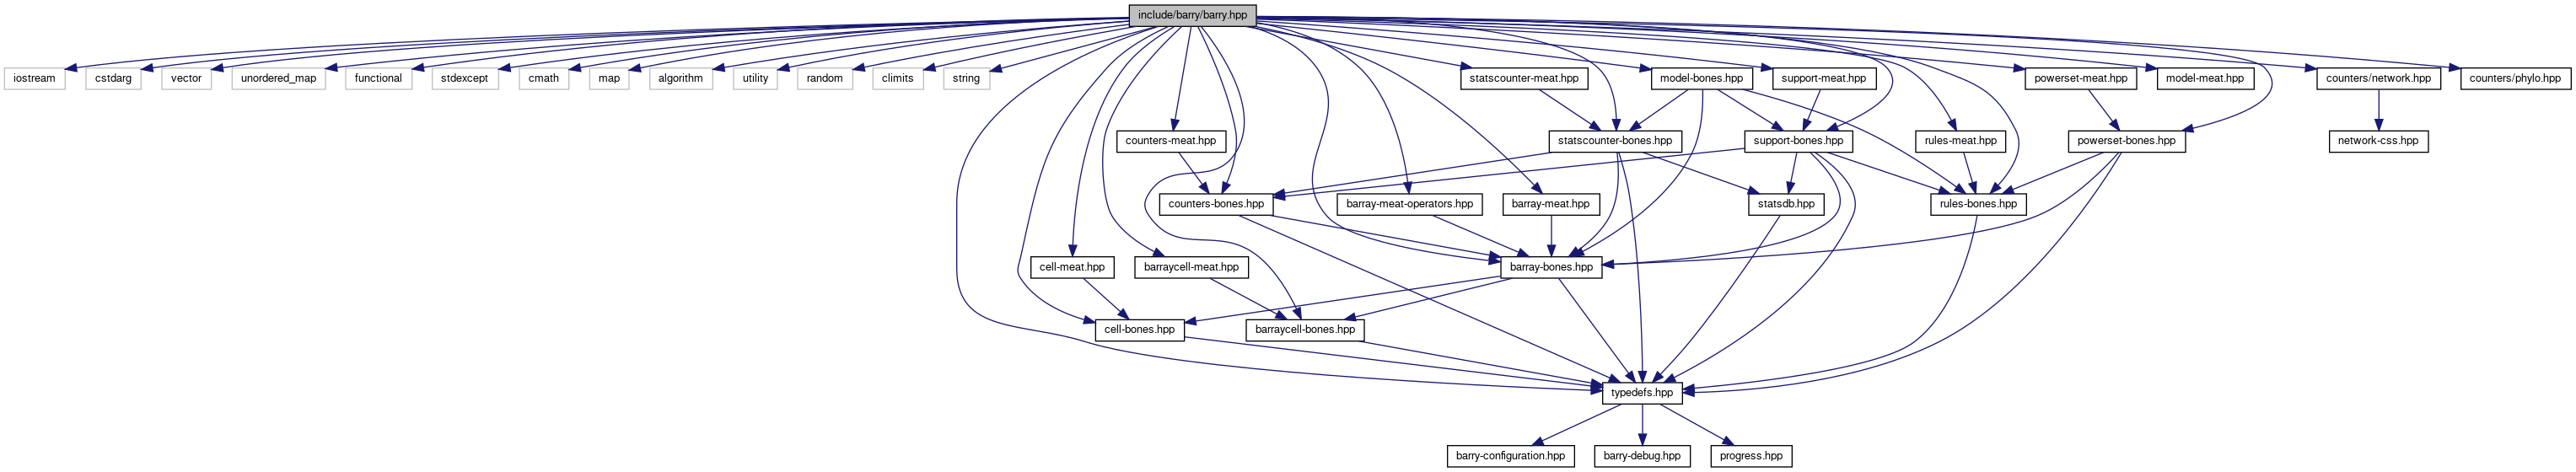 include/barry/barry.hpp
iostream
cstdarg
vector
unordered_map
functional
stdexcept
cmath
map
algorithm
utility
random
climits
string
statscounter-meat.hpp
model-bones.hpp
support-meat.hpp
powerset-meat.hpp
model-meat.hpp
counters/network.hpp
counters/phylo.hpp
counters-meat.hpp
statscounter-bones.hpp
support-bones.hpp
rules-meat.hpp
powerset-bones.hpp
network-css.hpp
counters-bones.hpp
barray-meat-operators.hpp
barray-meat.hpp
statsdb.hpp
rules-bones.hpp
cell-meat.hpp
barraycell-meat.hpp
barray-bones.hpp
cell-bones.hpp
barraycell-bones.hpp
typedefs.hpp
barry-configuration.hpp
barry-debug.hpp
progress.hpp